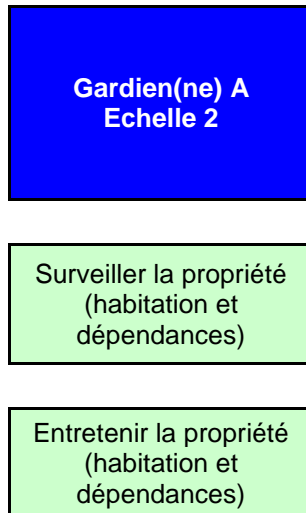 Gardien(ne) A
Echelle 2
Surveiller la propriété
(habitation et
dépendances)
Entretenir la propriété
(habitation et
dépendances)